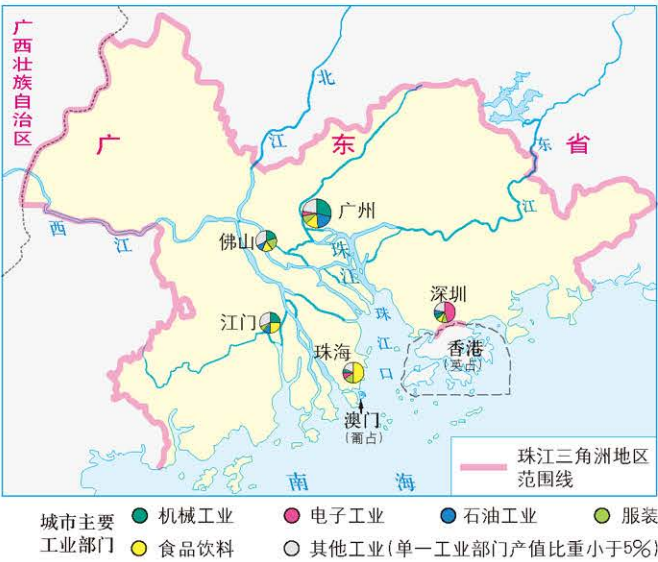 广西壮族自治区
北
江
广
东
省
东
江
西
江
广州
佛山
珠
江
深圳
江门
珠
江
口
香港
(英占)
珠海
澳门
(葡占)
南
海
珠江三角洲地区
范围线
城市主要
工业部门
机械工业
电子工业
石油工业
服装
食品饮料
其他工业(单一工业部门产值比重小于5%)